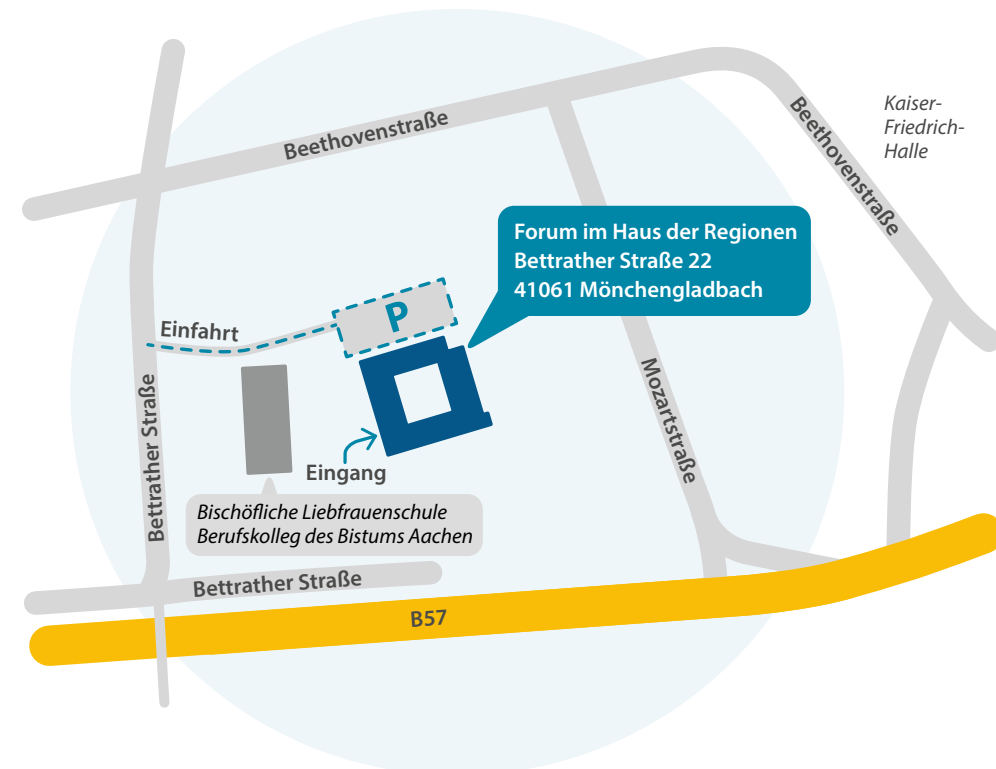 Beethovenstraße
Beethovenstraße
Kaiser-
Friedrich-
Halle
Forum im Haus der Regionen
Bettrather Straße 22
41061 Mönchengladbach
P
Einfahrt
Mozartstraße
Bettrather Straße
Eingang
Bischöfliche Liebfrauenschule
Berufskolleg des Bistums Aachen
Bettrather Straße
B57